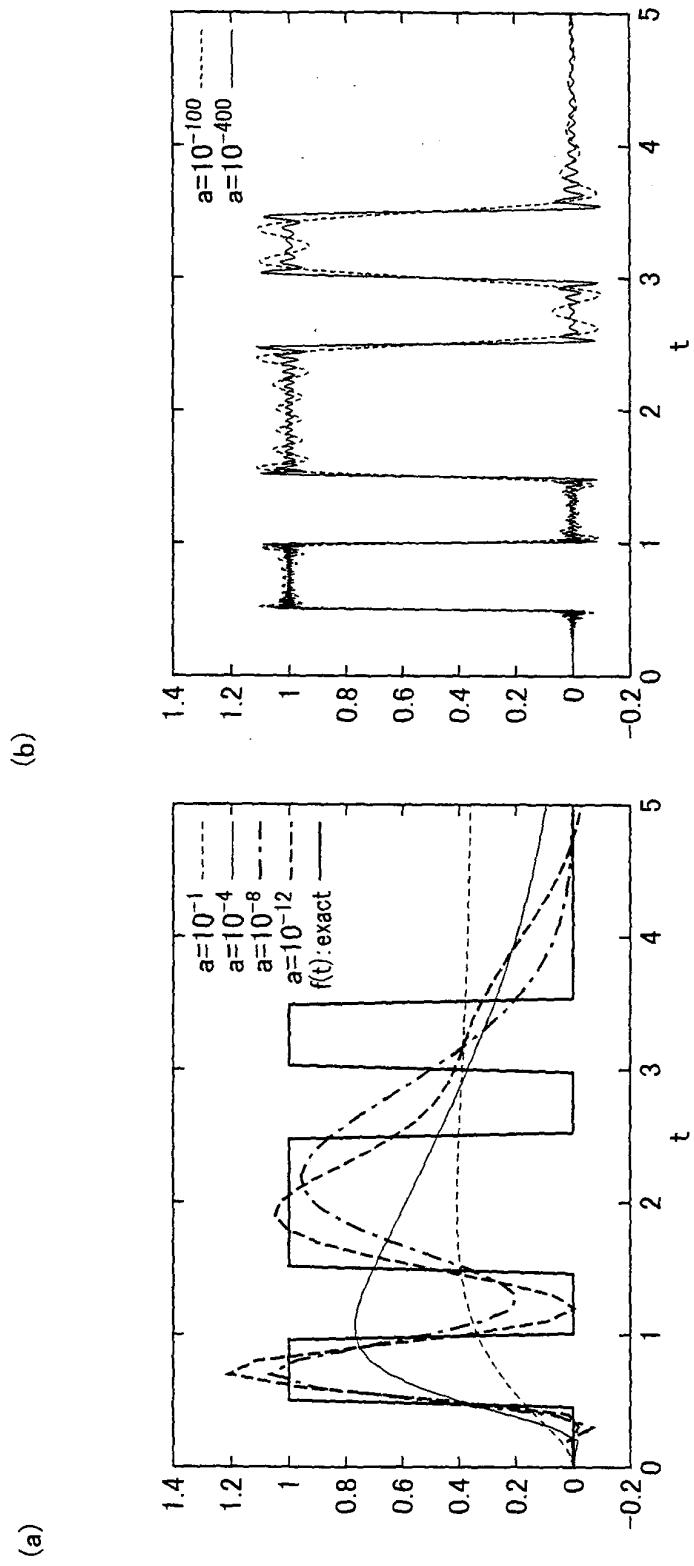 (a)
1.4
1.2
1
0.8
0.6
0.4
0.2
0
-0.2
0 1 2 3 4 5
t
a=10⁻¹
a=10⁻⁴
a=10⁻⁸
a=10⁻¹²
f(t):exact
(b)
1.4
1.2
1
0.8
0.6
0.4
0.2
0
-0.2
0 1 2 3 4 5
t
a=10⁻¹⁰⁰
a=10⁻⁴⁰⁰